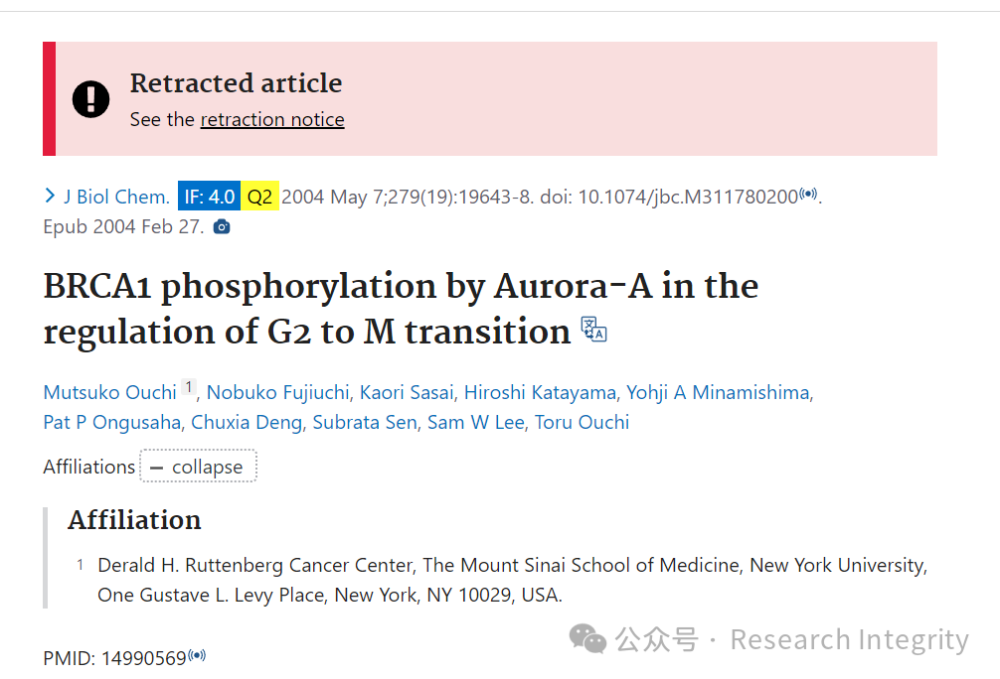 Retracted article
See the retraction notice
J Biol Chem. IF: 4.0 Q2 2004 May 7;279(19):19643-8. doi: 10.1074/jbc.M311780200.
Epub 2004 Feb 27.
BRCA1 phosphorylation by Aurora-A in the
regulation of G2 to M transition
Mutsuko Ouchi 1, Nobuko Fujiuchi, Kaori Sasai, Hiroshi Katayama, Yohji A Minamishima,
Pat P Ongusaha, Chuxia Deng, Subrata Sen, Sam W Lee, Toru Ouchi
Affiliations — collapse
Affiliation
1 Derald H. Ruttenberg Cancer Center, The Mount Sinai School of Medicine, New York University,
One Gustave L. Levy Place, New York, NY 10029, USA.
公众号 · Research Integrity
PMID: 14990569